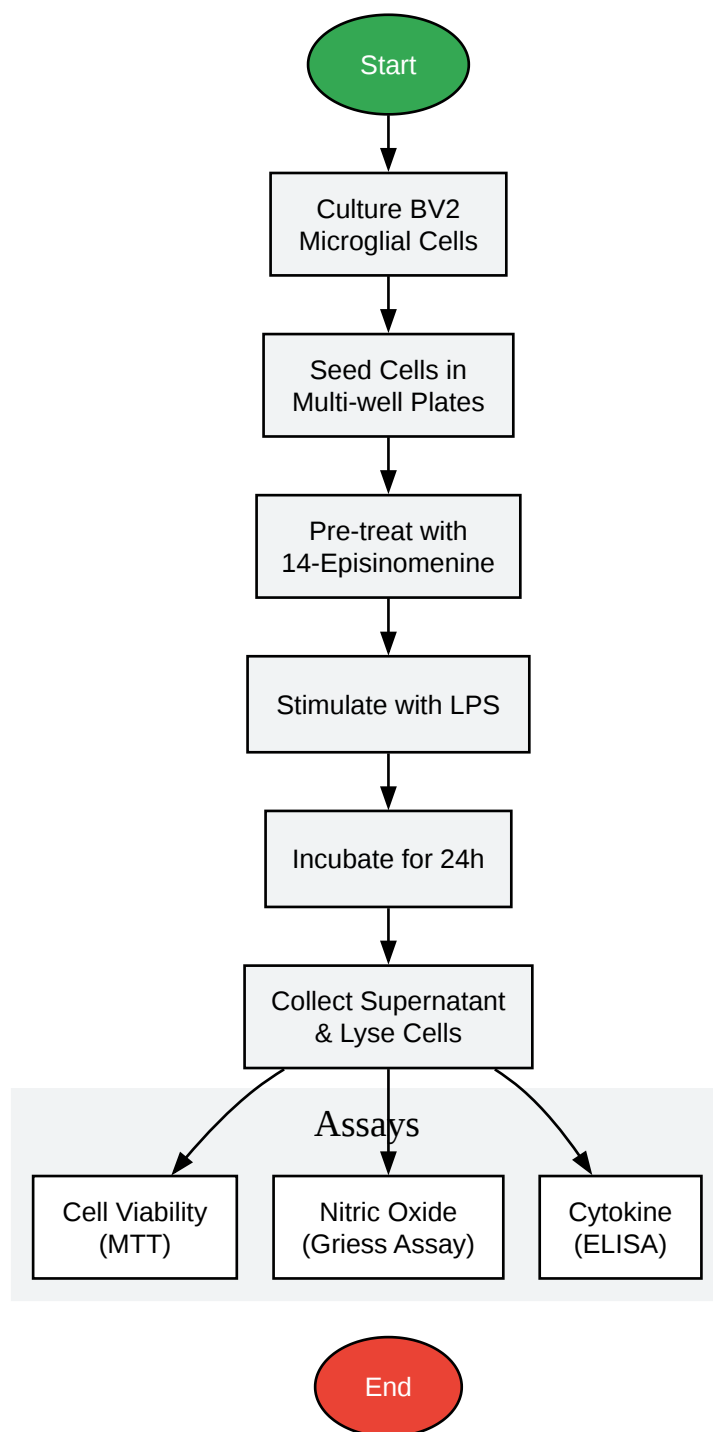 Start
Culture BV2
Microglial Cells
Seed Cells in
Multi-well Plates
Pre-treat with
14-Episinomenine
Stimulate with LPS
Incubate for 24h
Collect Supernatant
& Lyse Cells
Assays
Cell Viability
(MTT)
Nitric Oxide
(Griess Assay)
Cytokine
(ELISA)
End